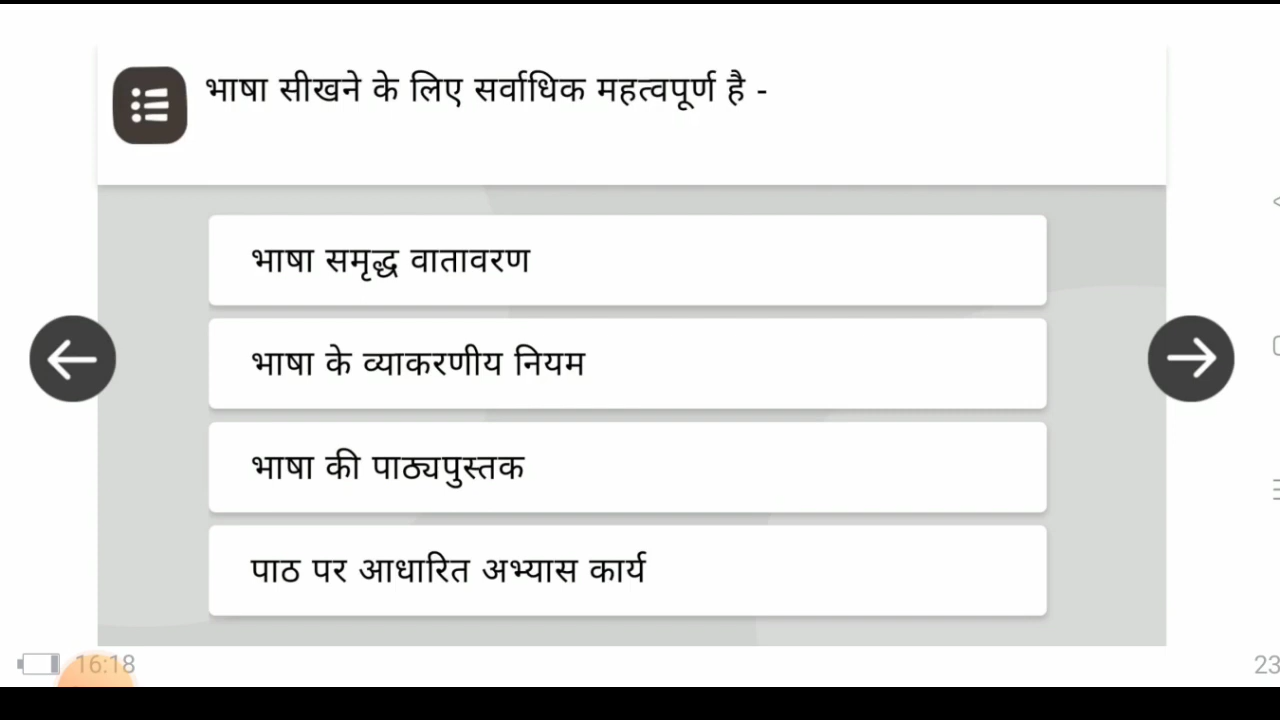 भाषा सीखने के लिए सर्वाधिक महत्वपूर्ण है -
भाषा समृद्ध वातावरण
भाषा के व्याकरणीय नियम
भाषा की पाठ्यपुस्तक
पाठ पर आधारित अभ्यास कार्य
16:18
23